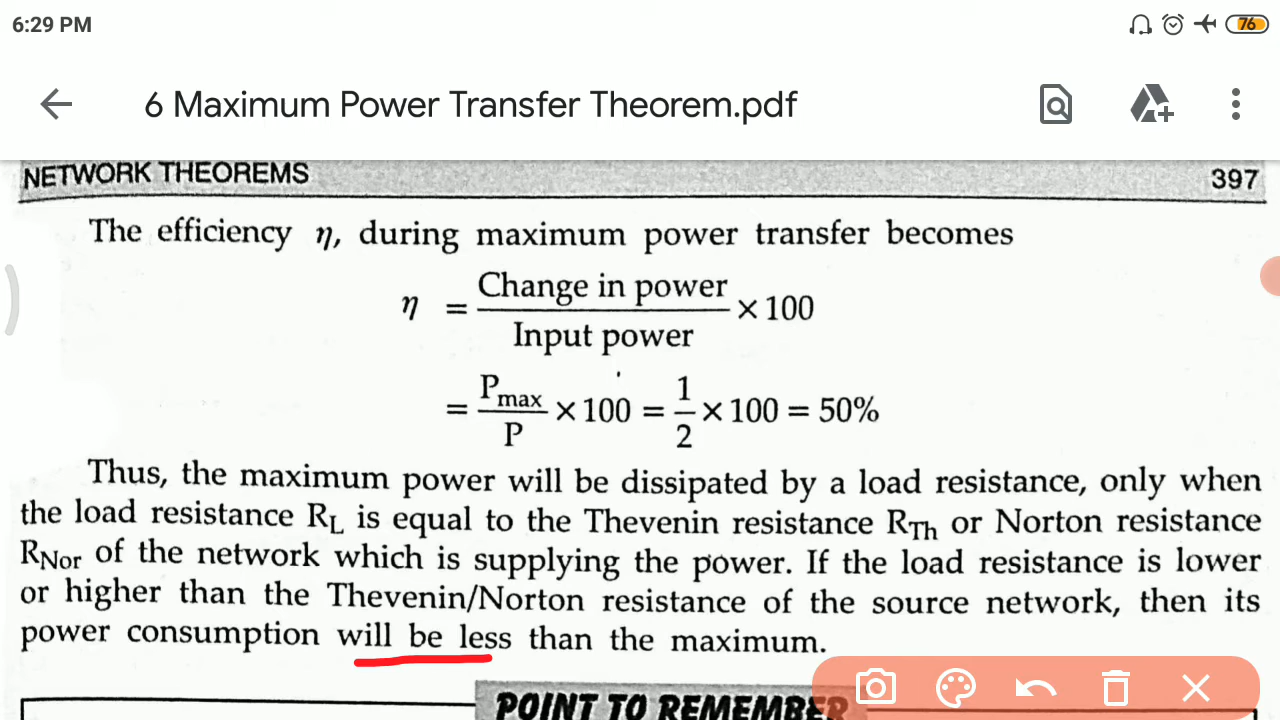 6:29 PM
76
6 Maximum Power Transfer Theorem.pdf
NETWORK THEOREMS 397
The efficiency η, during maximum power transfer becomes
η = Change in power / Input power × 100
= Pmax / P × 100 = 1/2 × 100 = 50%
Thus, the maximum power will be dissipated by a load resistance, only when
the load resistance RL is equal to the Thevenin resistance RTh or Norton resistance
RNor of the network which is supplying the power. If the load resistance is lower
or higher than the Thevenin/Norton resistance of the source network, then its
power consumption will be less than the maximum.
POINT TO REMEMBER